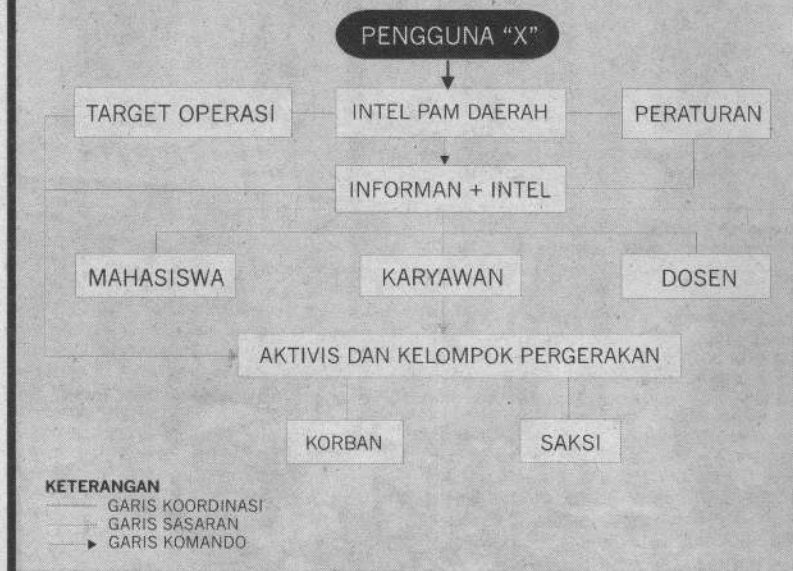 PENGGUNA “X”
TARGET OPERASI
INTEL PAM DAERAH
PERATURAN
INFORMAN + INTEL
MAHASISWA
KARYAWAN
DOSEN
AKTIVIS DAN KELOMPOK PERGERAKAN
KORBAN
SAKSI
KETERANGAN
GARIS KOORDINASI
GARIS SASARAN
GARIS KOMANDO